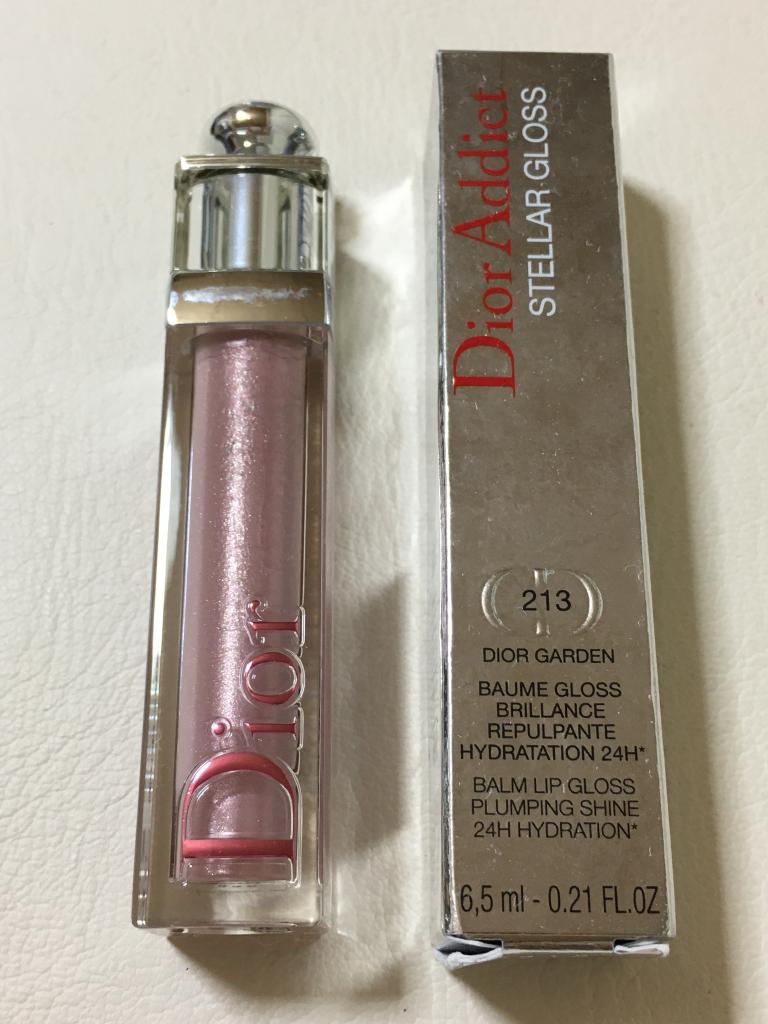 Dior
Dior Addict
STELLAR GLOSS
213
DIOR GARDEN
BAUME GLOSS
BRILLANCE
REPULPANTE
HYDRATATION 24H*
BALM LIP GLOSS
PLUMPING SHINE
24H HYDRATION*
6,5 ml - 0.21 FL.OZ